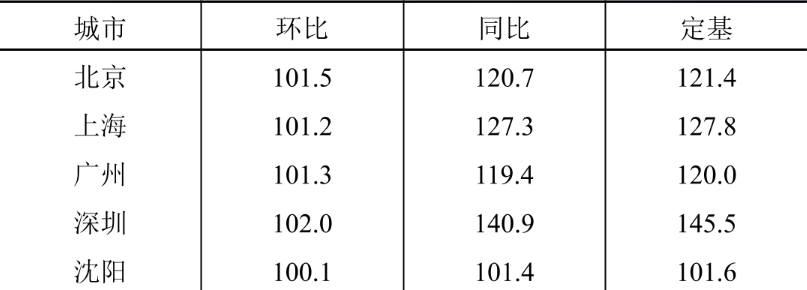 城市 环比 同比 定基
北京 101.5 120.7 121.4
上海 101.2 127.3 127.8
广州 101.3 119.4 120.0
深圳 102.0 140.9 145.5
沈阳 100.1 101.4 101.6